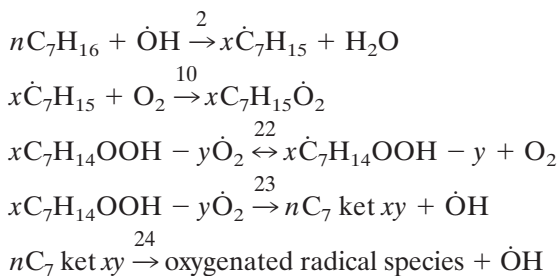 nC₇H₁₆ + ȮH →² xĊ₇H₁₅ + H₂O
xĊ₇H₁₅ + O₂ →¹⁰ xC₇H₁₅Ȯ₂
xC₇H₁₄OOH − yȮ₂ ↔²² xĊ₇H₁₄OOH − y + O₂
xC₇H₁₄OOH − yȮ₂ →²³ nC₇ ket xy + ȮH
nC₇ ket xy →²⁴ oxygenated radical species + ȮH